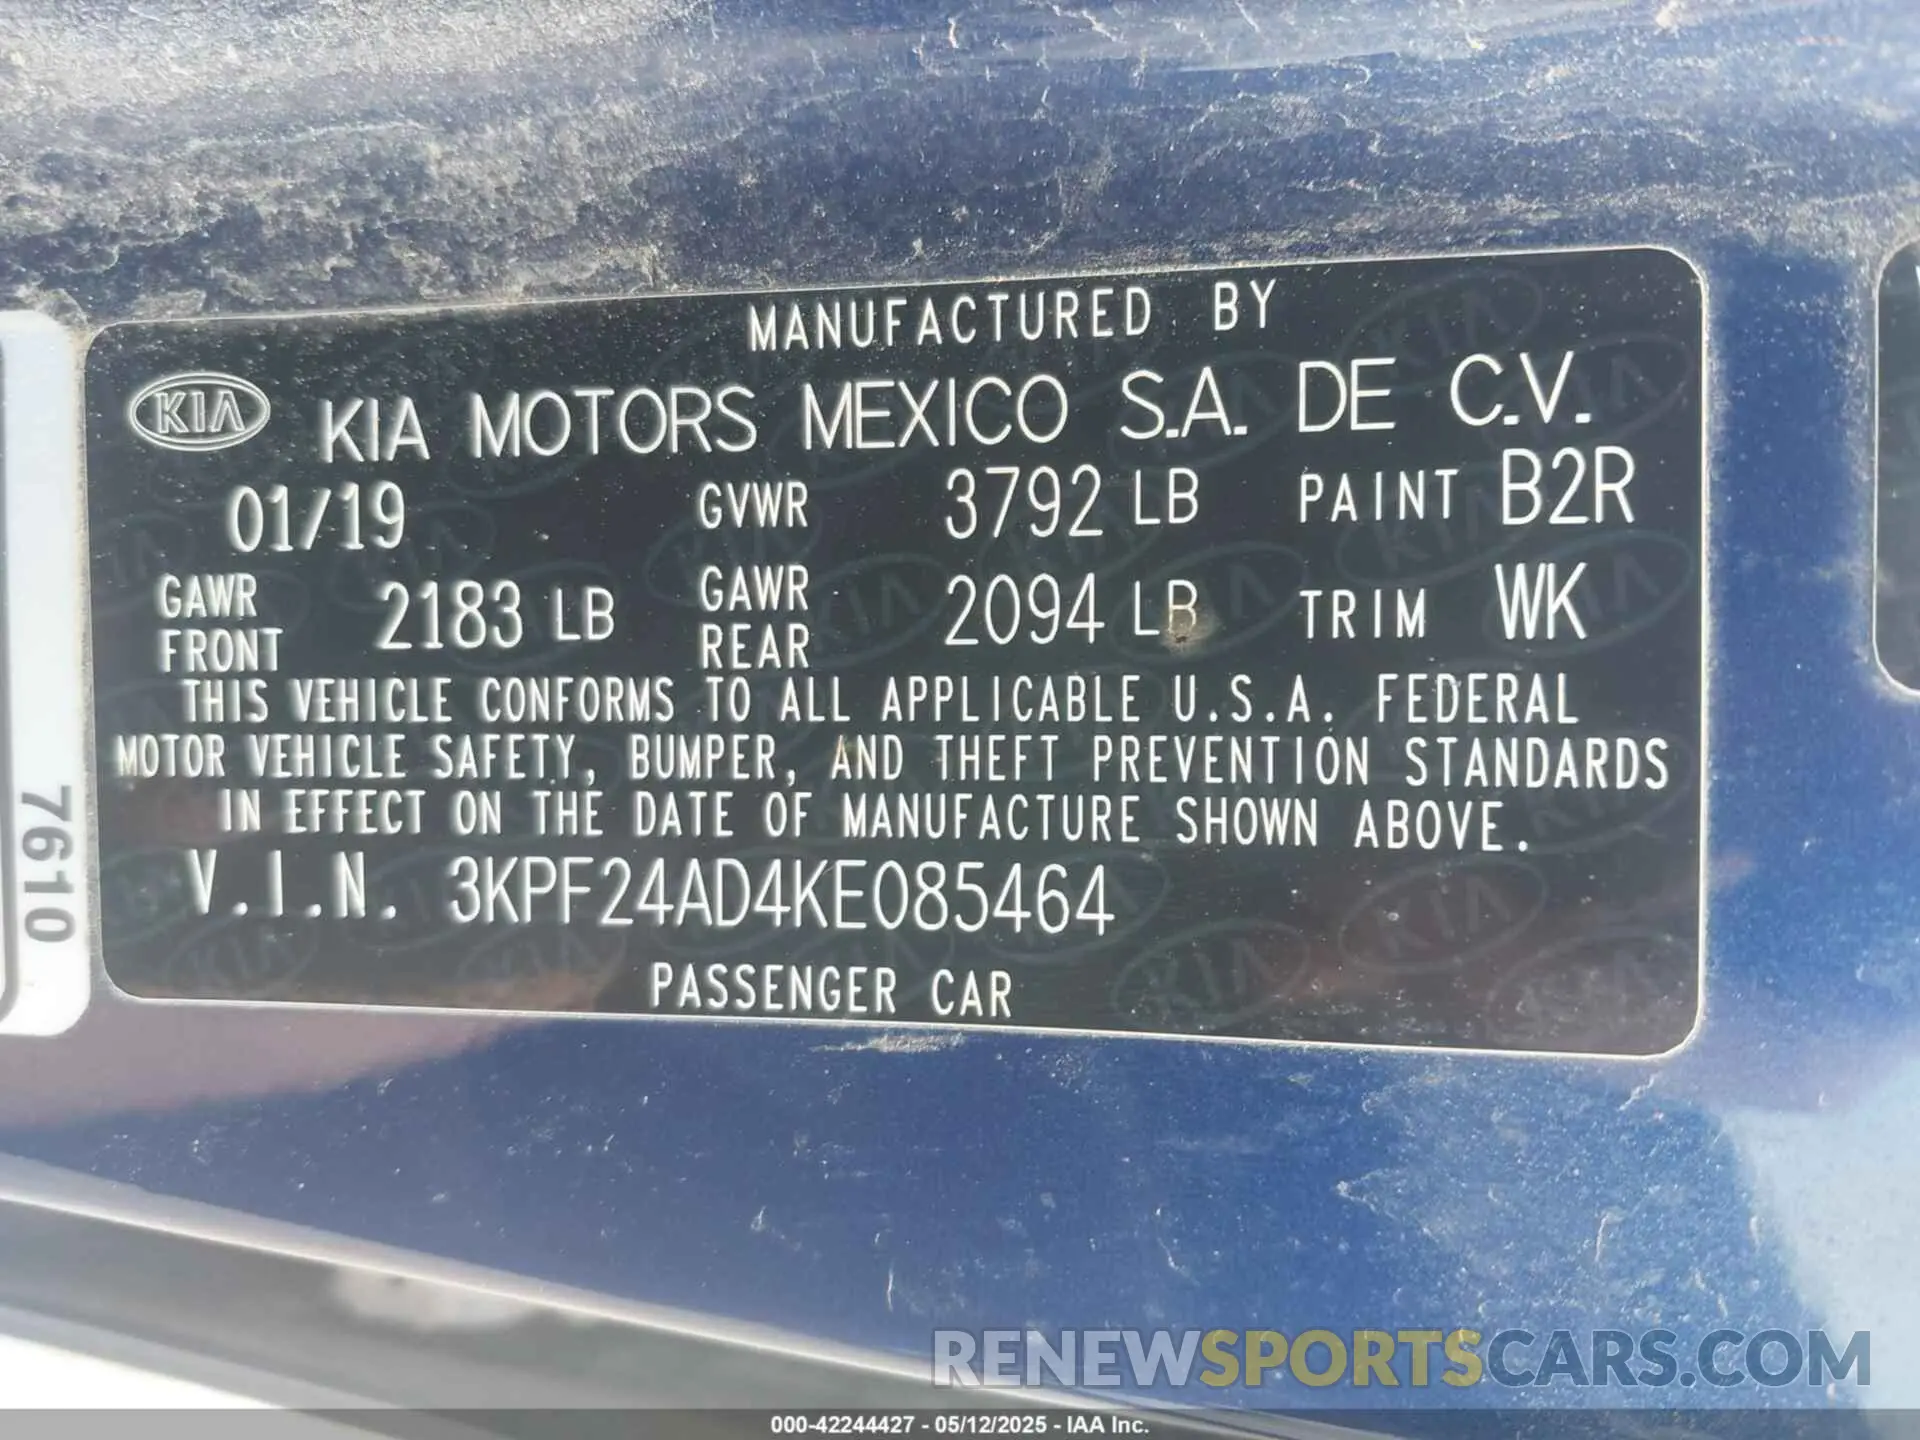 MANUFACTURED BY
KIA KIA MOTORS MEXICO S.A. DE C.V.
01/19 GVWR 3792 LB PAINT B2R
GAWR FRONT 2183 LB GAWR REAR 2094 LB TRIM WK
THIS VEHICLE CONFORMS TO ALL APPLICABLE U.S.A. FEDERAL
MOTOR VEHICLE SAFETY, BUMPER, AND THEFT PREVENTION STANDARDS
IN EFFECT ON THE DATE OF MANUFACTURE SHOWN ABOVE.
V.I.N. 3KPF24AD4KE085464
PASSENGER CAR
7610
RENEWSPORTSCARS.COM
000-42244427 - 05/12/2025 - IAA Inc.